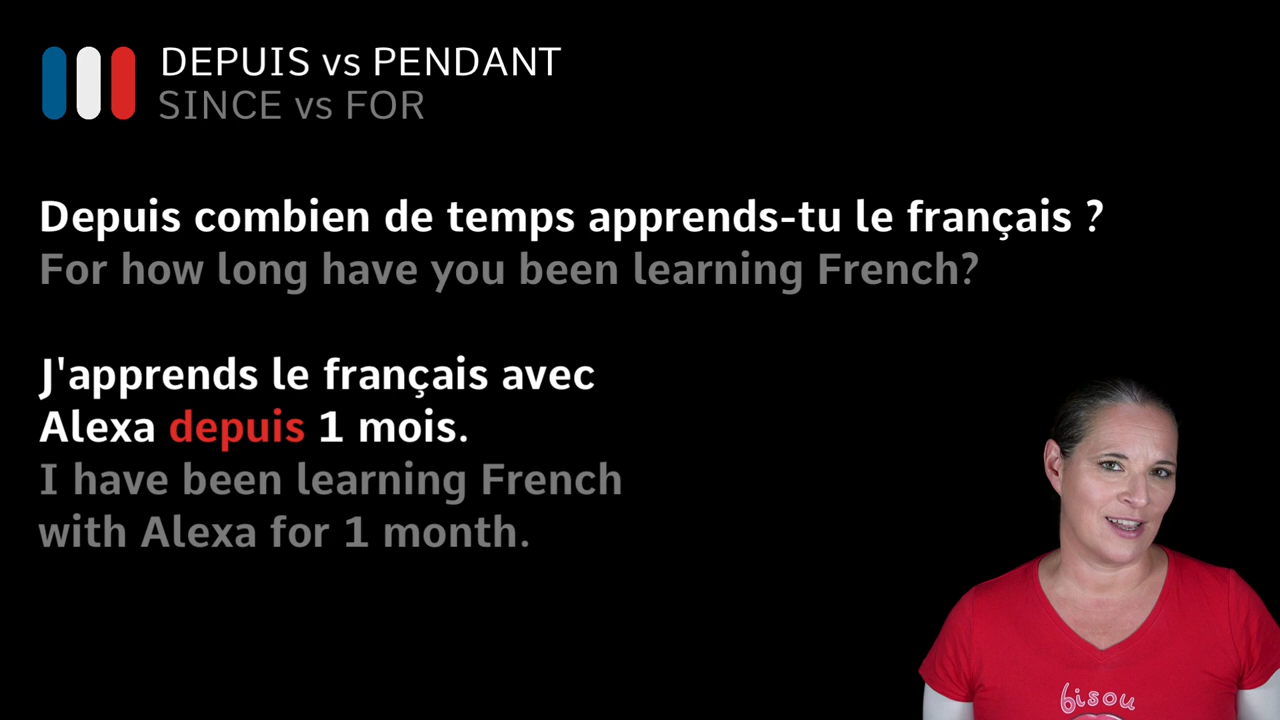 DEPUIS vs PENDANT
SINCE vs FOR
Depuis combien de temps apprends-tu le français ?
For how long have you been learning French?
J'apprends le français avec
Alexa depuis 1 mois.
I have been learning French
with Alexa for 1 month.
bisou